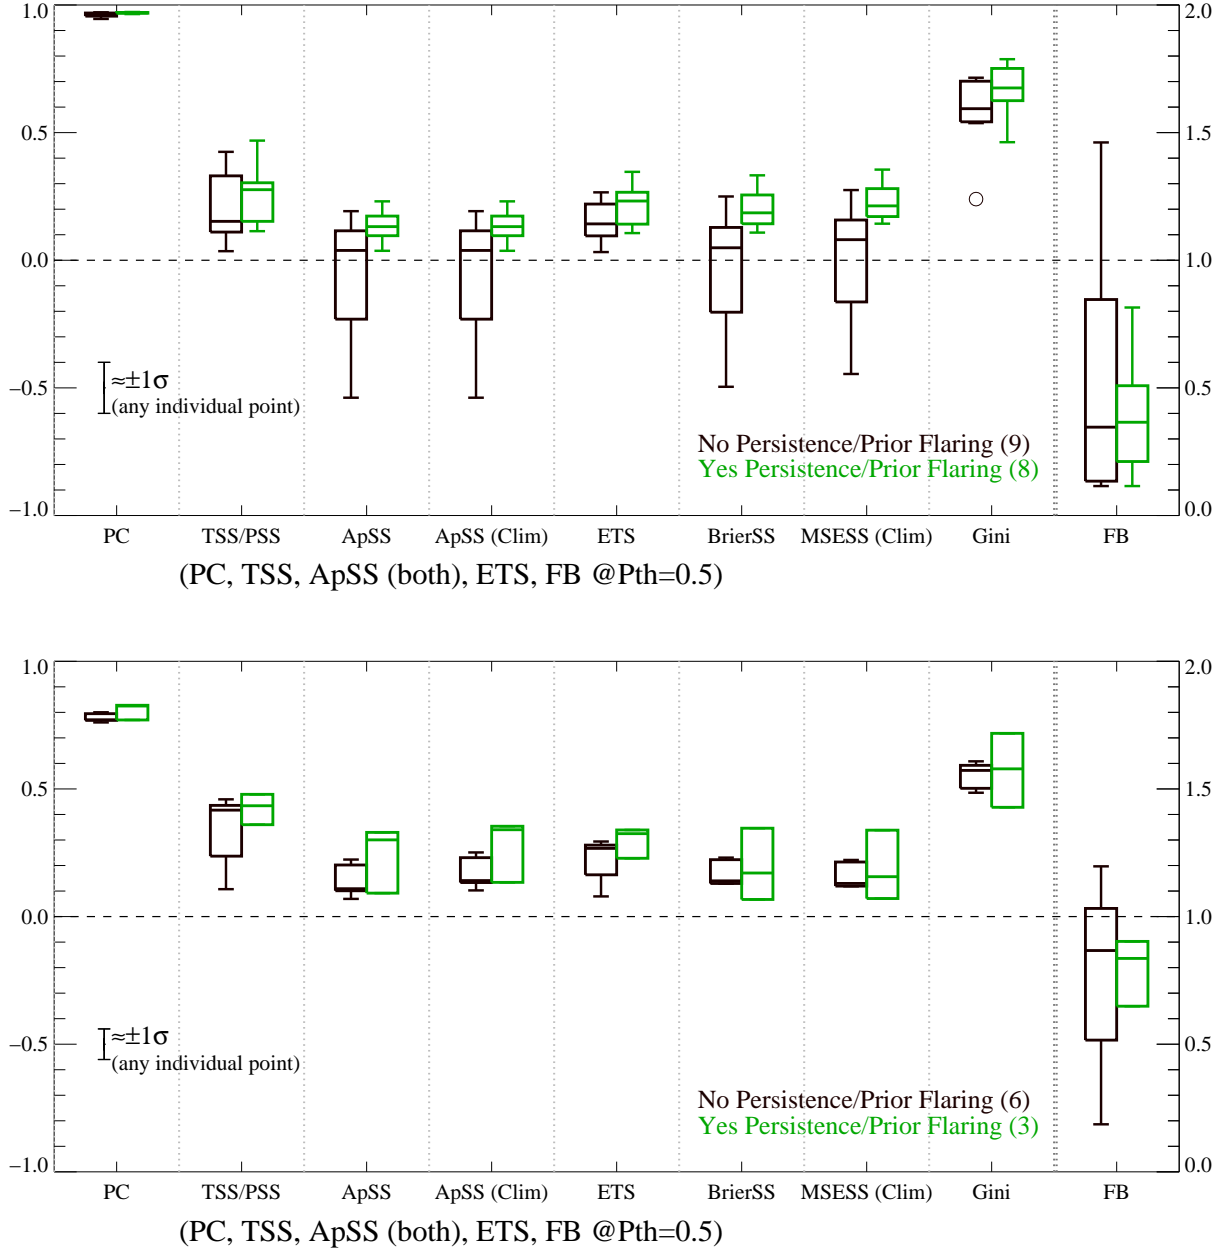 1.0
2.0
0.5
1.5
0.0
1.0
≈±1σ
−0.5
0.5
(any individual point)
No Persistence/Prior Flaring (9)
Yes Persistence/Prior Flaring (8)
−1.0
0.0
PC TSS/PSS ApSS ApSS (Clim) ETS BrierSS MSESS (Clim) Gini FB
(PC, TSS, ApSS (both), ETS, FB @Pth=0.5)
1.0
2.0
0.5
1.5
0.0
1.0
≈±1σ
−0.5
0.5
(any individual point)
No Persistence/Prior Flaring (6)
Yes Persistence/Prior Flaring (3)
−1.0
0.0
PC TSS/PSS ApSS ApSS (Clim) ETS BrierSS MSESS (Clim) Gini FB
(PC, TSS, ApSS (both), ETS, FB @Pth=0.5)